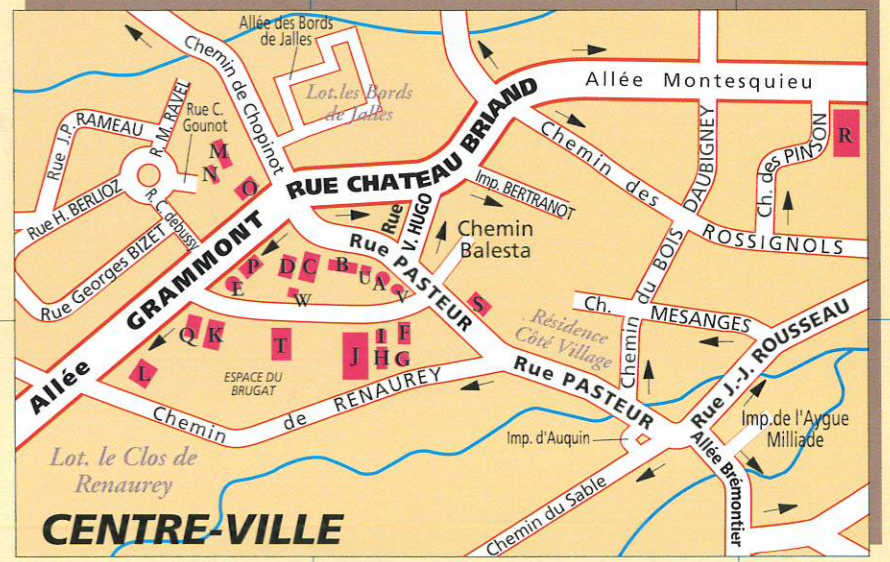 Allée des Bords
de Jalles
Chemin de Chopinot
Lot. les Bords
de Jalles
Allée Montesquieu
Rue J.P. RAMEAU
R. M. RAVEL
Rue C.
Gounot
M
N
O
RUE CHATEAU BRIAND
Chemin des ROSSIGNOLS
Ch. des PINSON
R
Imp. BERTRANOT
Rue V. HUGO
Chemin
Balesta
Rue H. BERLIOZ
R. C. debussy
Rue Georges BIZET
Allée GRAMMONT
Rue PASTEUR
P
E
D
C
B
U
A
V
W
S
Q
K
T
J
I
F
H
G
L
ESPACE DU
BRUGAT
Chemin de RENAUREY
Résidence
Côté Village
Ch. MESANGES
Chemin du BOIS DAUBIGNEY
Rue J.-J. ROUSSEAU
Rue PASTEUR
Imp. d'Auquin
Imp.de l'Aygue
Milliade
Allée Brémontier
Chemin du Sable
Lot. le Clos de
Renaurey
CENTRE-VILLE